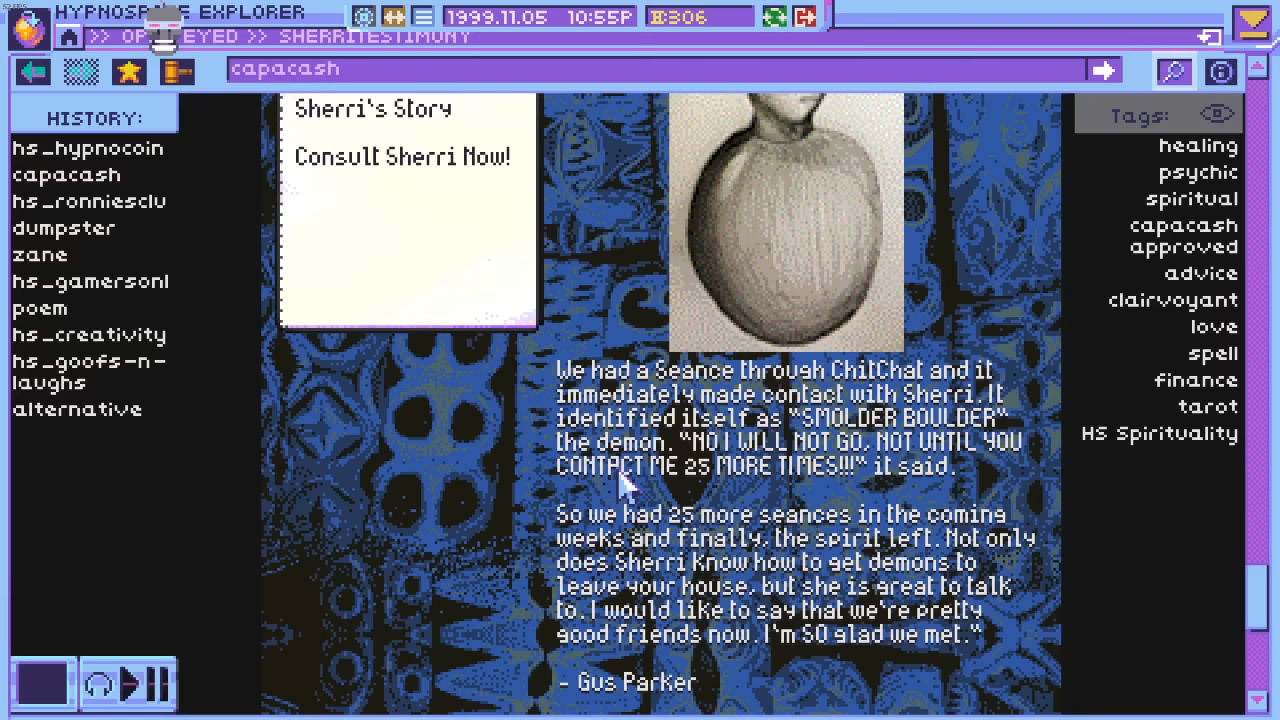 HYPNOSPACE EXPLORER
1999.11.05 10:55P
306
>> OPEN EYED >> SHERRITESTIMONY
capacash
HISTORY:
hs_hypnocoin
capacash
hs_ronniesclu
dumpster
zane
hs_gamersonl
poem
hs_creativity
hs_goofs-n-
laughs
alternative
Sherri's Story
Consult Sherri Now!
We had a Seance through ChitChat and it
immediately made contact with Sherri. It
identified itself as "SMOLDER BOULDER"
the demon. "NO I WILL NOT GO. NOT UNTIL YOU
CONTACT ME 25 MORE TIMES!!!" it said.
So we had 25 more seances in the coming
weeks and finally, the spirit left. Not only
does Sherri Know how to get demons to
leave your house, but she is great to talk
to. I would like to say that we're pretty
good friends now. I'm SO glad we met."
- Gus Parker
Tags:
healing
psychic
spiritual
capacash
approved
advice
clairvoyant
love
spell
finance
tarot
HS Spirituality